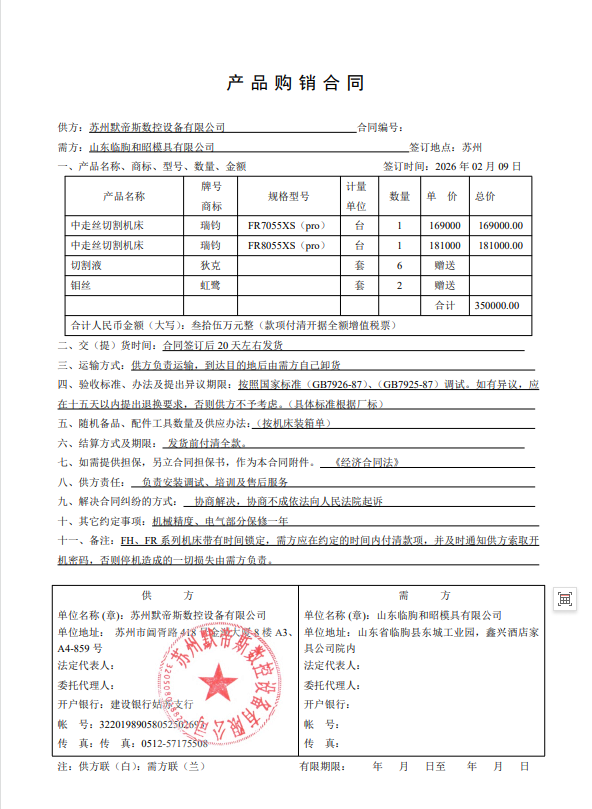 产品购销合同
供方：苏州默帝斯数控设备有限公司 合同编号：
需方：山东临朐和昭模具有限公司 签订地点：苏州
一、产品名称、商标、型号、数量、金额 签订时间：2026 年 02 月 09 日
产品名称 牌号商标 规格型号 计量单位 数量 单 价 总价
中走丝切割机床 瑞钧 FR7055XS（pro） 台 1 169000 169000.00
中走丝切割机床 瑞钧 FR8055XS（pro） 台 1 181000 181000.00
切割液 狄克 套 6 赠送
钼丝 虹鹭 套 2 赠送
合计 350000.00
合计人民币金额（大写）：叁拾伍万元整（款项付清开据全额增值税票）
二、交（提）货时间：合同签订后 20 天左右发货
三、运输方式：供方负责运输，到达目的地后由需方自己卸货
四、验收标准、办法及提出异议期限：按照国家标准（GB7926-87）、（GB7925-87）调试。如有异议，应
在十五天以内提出退换要求，否则供方不予考虑。（具体标准根据厂标）
五、随机备品、配件工具数量及供应办法：（按机床装箱单）
六、结算方式及期限： 发货前付清全款。
七、如需提供担保，另立合同担保书，作为本合同附件。 《经济合同法》
八、供方责任： 负责安装调试、培训及售后服务
九、解决合同纠纷的方式： 协商解决，协商不成依法向人民法院起诉
十、其它约定事项：机械精度、电气部分保修一年
十一、备注：FH、FR 系列机床带有时间锁定，需方应在约定的时间内付清款项，并及时通知供方索取开
机密码，否则停机造成的一切损失由需方负责。
供 方
单位名称（章）：苏州默帝斯数控设备有限公司
单位地址： 苏州市阊胥路 418 号金 大厦 8 楼 A3、
A4-859 号
法定代表人：
委托代理人：
开户银行：建设银行姑苏支行
帐 号：32201989058052502693
传 真：传 真：0512-57175508
苏州默帝斯数控设备有限公司
需 方
单位名称（章）：山东临朐和昭模具有限公司
单位地址：山东省临朐县东城工业园，鑫兴酒店家
具公司院内
法定代表人：
委托代理人：
开户银行：
帐 号：
传 真：
注：供方联（白）：需方联（兰） 有限期限： 年 月 日至 年 月 日